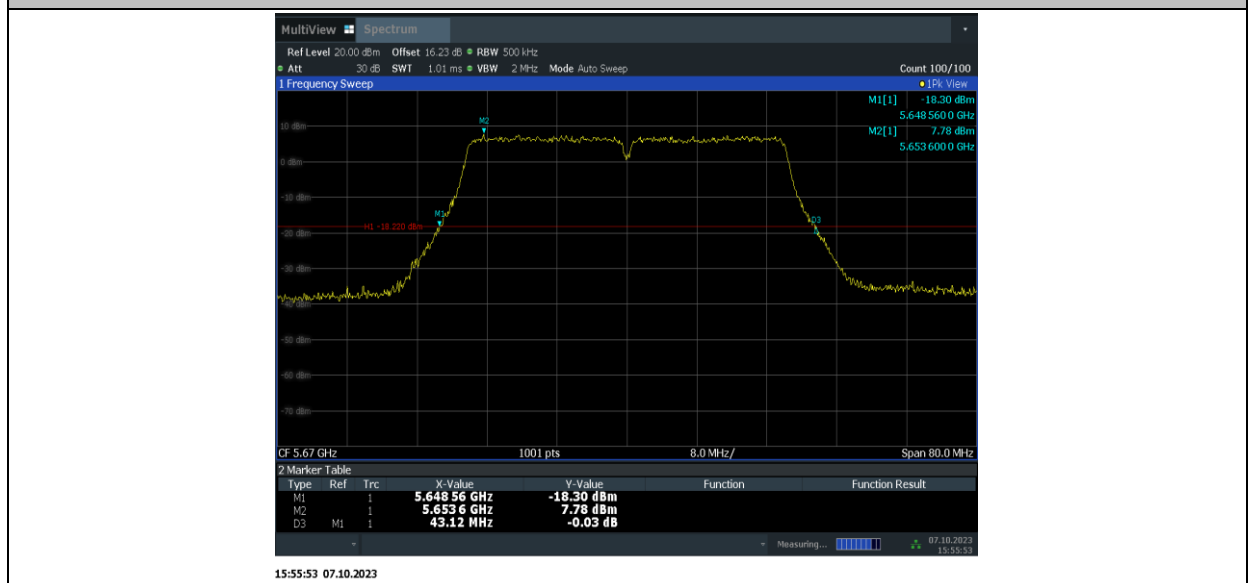 MultiView Spectrum
Ref Level 20.00 dBm Offset 16.23 dB RBW 500 kHz
Att 30 dB SWT 1.01 ms VBW 2 MHz Mode Auto Sweep Count 100/100
1 Frequency Sweep 1Pk View
M1[1] -18.30 dBm
5.648 560 0 GHz
M2[1] 7.78 dBm
5.653 600 0 GHz
M2
10 dBm
0 dBm
-10 dBm
M1
D3
H1 -18.220 dBm
-20 dBm
-30 dBm
-40 dBm
-50 dBm
-60 dBm
-70 dBm
CF 5.67 GHz 1001 pts 8.0 MHz/ Span 80.0 MHz
2 Marker Table
Type Ref Trc X-Value Y-Value Function Function Result
M1 1 5.648 56 GHz -18.30 dBm
M2 1 5.653 6 GHz 7.78 dBm
D3 M1 1 43.12 MHz -0.03 dB
Measuring... 07.10.2023
15:55:53
15:55:53 07.10.2023